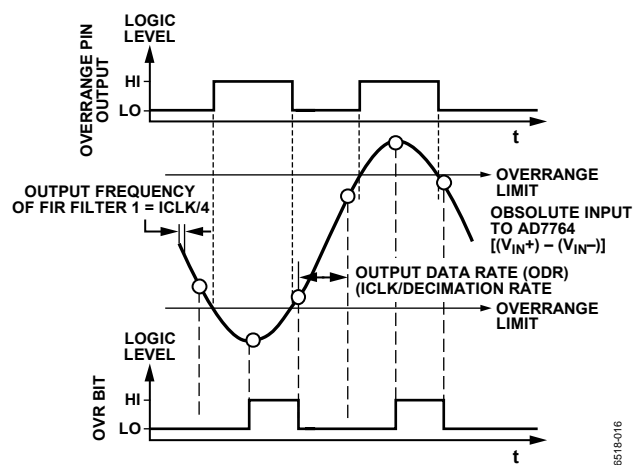 LOGIC
LEVEL
OVERRANGE PIN
OUTPUT
HI
LO
t
OVERRANGE
LIMIT
OUTPUT FREQUENCY
OF FIR FILTER 1 = ICLK/4
OBSOLUTE INPUT
TO AD7764
[(VIN+) – (VIN–)]
OUTPUT DATA RATE (ODR)
(ICLK/DECIMATION RATE
OVERRANGE
LIMIT
LOGIC
LEVEL
OVR BIT
HI
LO
t
6518-016